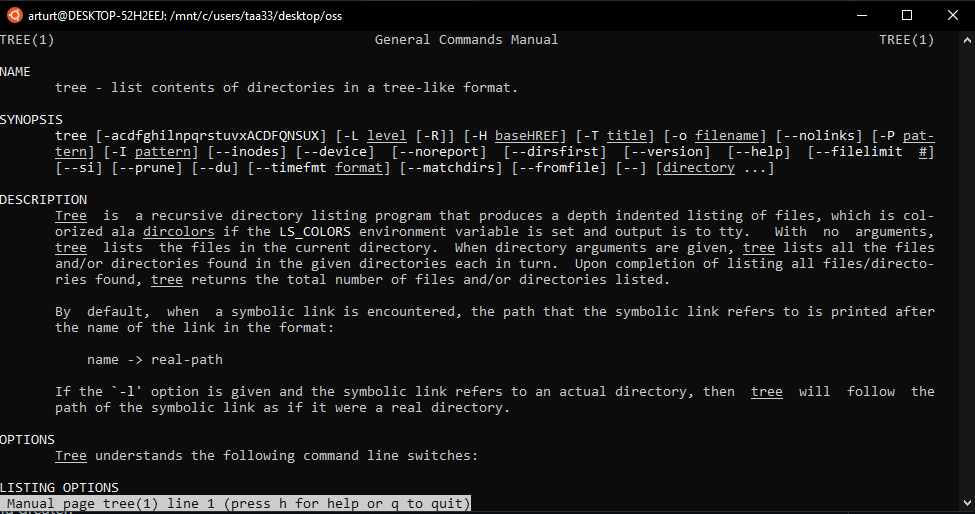 arturt@DESKTOP-52H2EEJ: /mnt/c/users/taa33/desktop/oss
TREE(1) General Commands Manual TREE(1)
NAME
tree - list contents of directories in a tree-like format.
SYNOPSIS
tree [-acdfghilnpqrstuvxACDFQNSUX] [-L level [-R]] [-H baseHREF] [-T title] [-o filename] [--nolinks] [-P pat-
tern] [-I pattern] [--inodes] [--device] [--noreport] [--dirsfirst] [--version] [--help] [--filelimit #]
[--si] [--prune] [--du] [--timefmt format] [--matchdirs] [--fromfile] [--] [directory ...]
DESCRIPTION
Tree is a recursive directory listing program that produces a depth indented listing of files, which is col-
orized ala dircolors if the LS_COLORS environment variable is set and output is to tty. With no arguments,
tree lists the files in the current directory. When directory arguments are given, tree lists all the files
and/or directories found in the given directories each in turn. Upon completion of listing all files/directo-
ries found, tree returns the total number of files and/or directories listed.
By default, when a symbolic link is encountered, the path that the symbolic link refers to is printed after
the name of the link in the format:
name -> real-path
If the `-l' option is given and the symbolic link refers to an actual directory, then tree will follow the
path of the symbolic link as if it were a real directory.
OPTIONS
Tree understands the following command line switches:
LISTING OPTIONS
Manual page tree(1) line 1 (press h for help or q to quit)